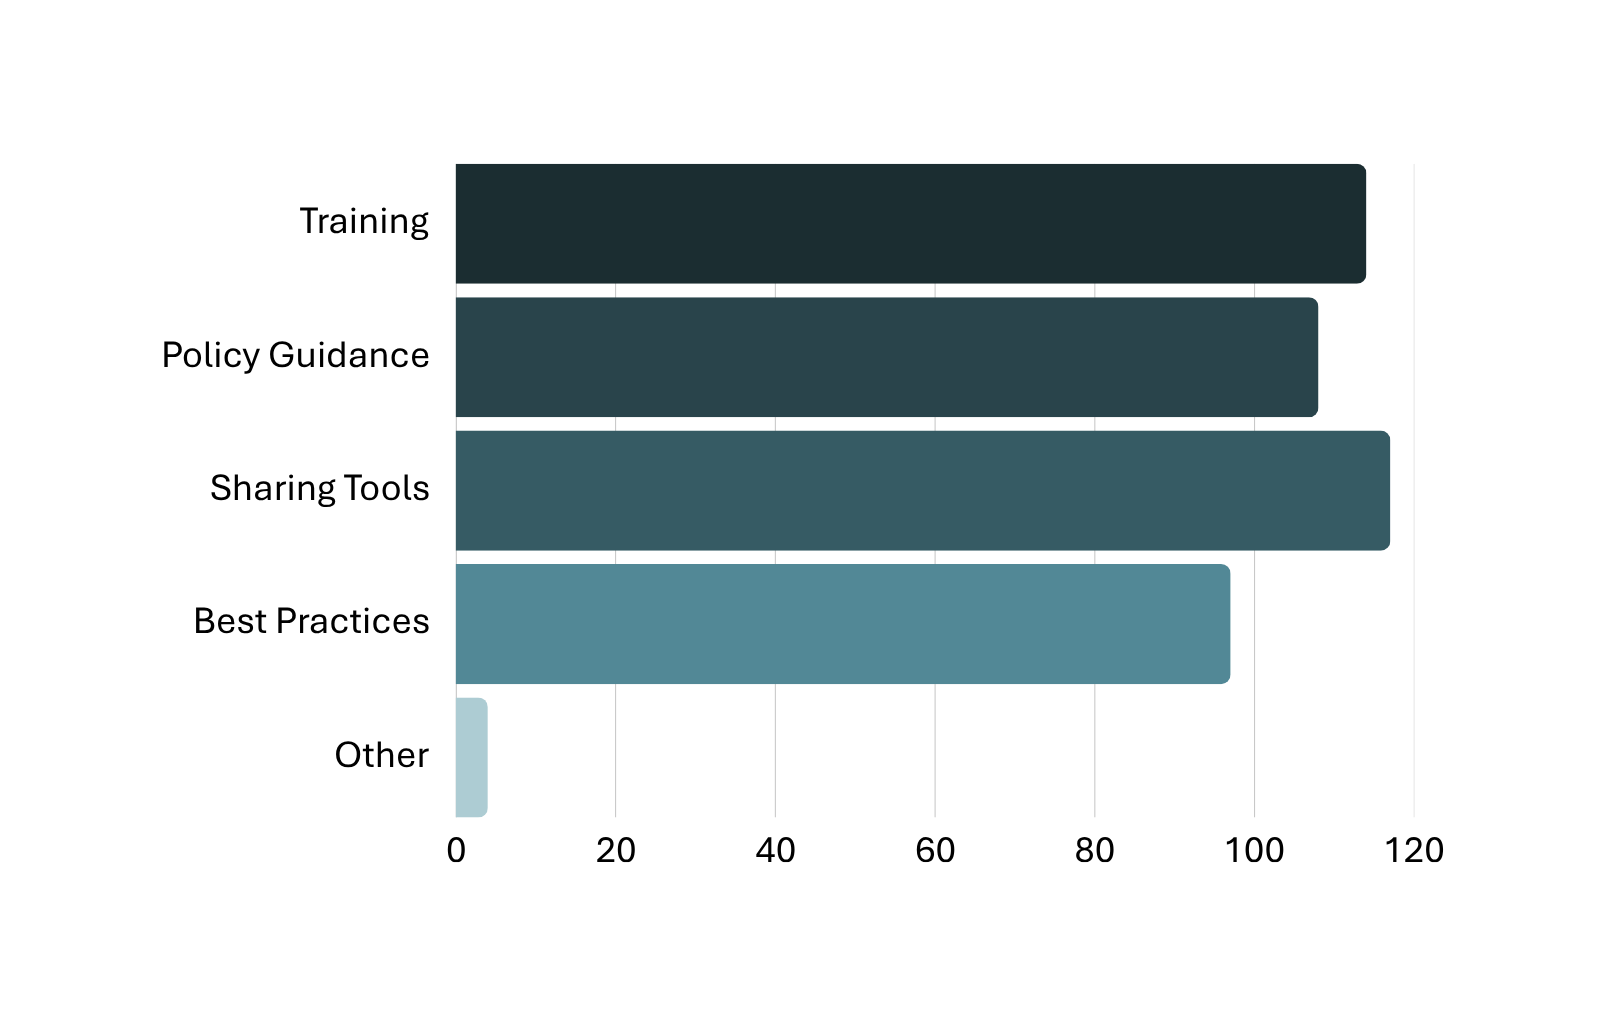 Training
Policy Guidance
Sharing Tools
Best Practices
Other
0 20 40 60 80 100 120